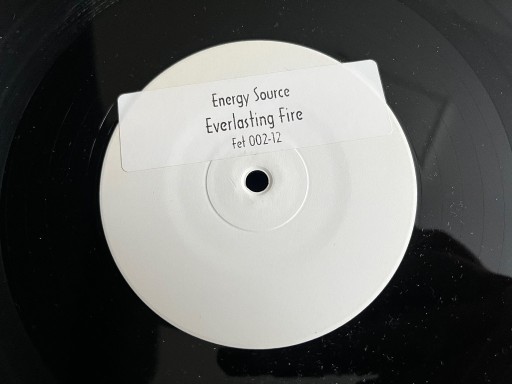 Energy Source
Everlasting Fire
Fet 002-12